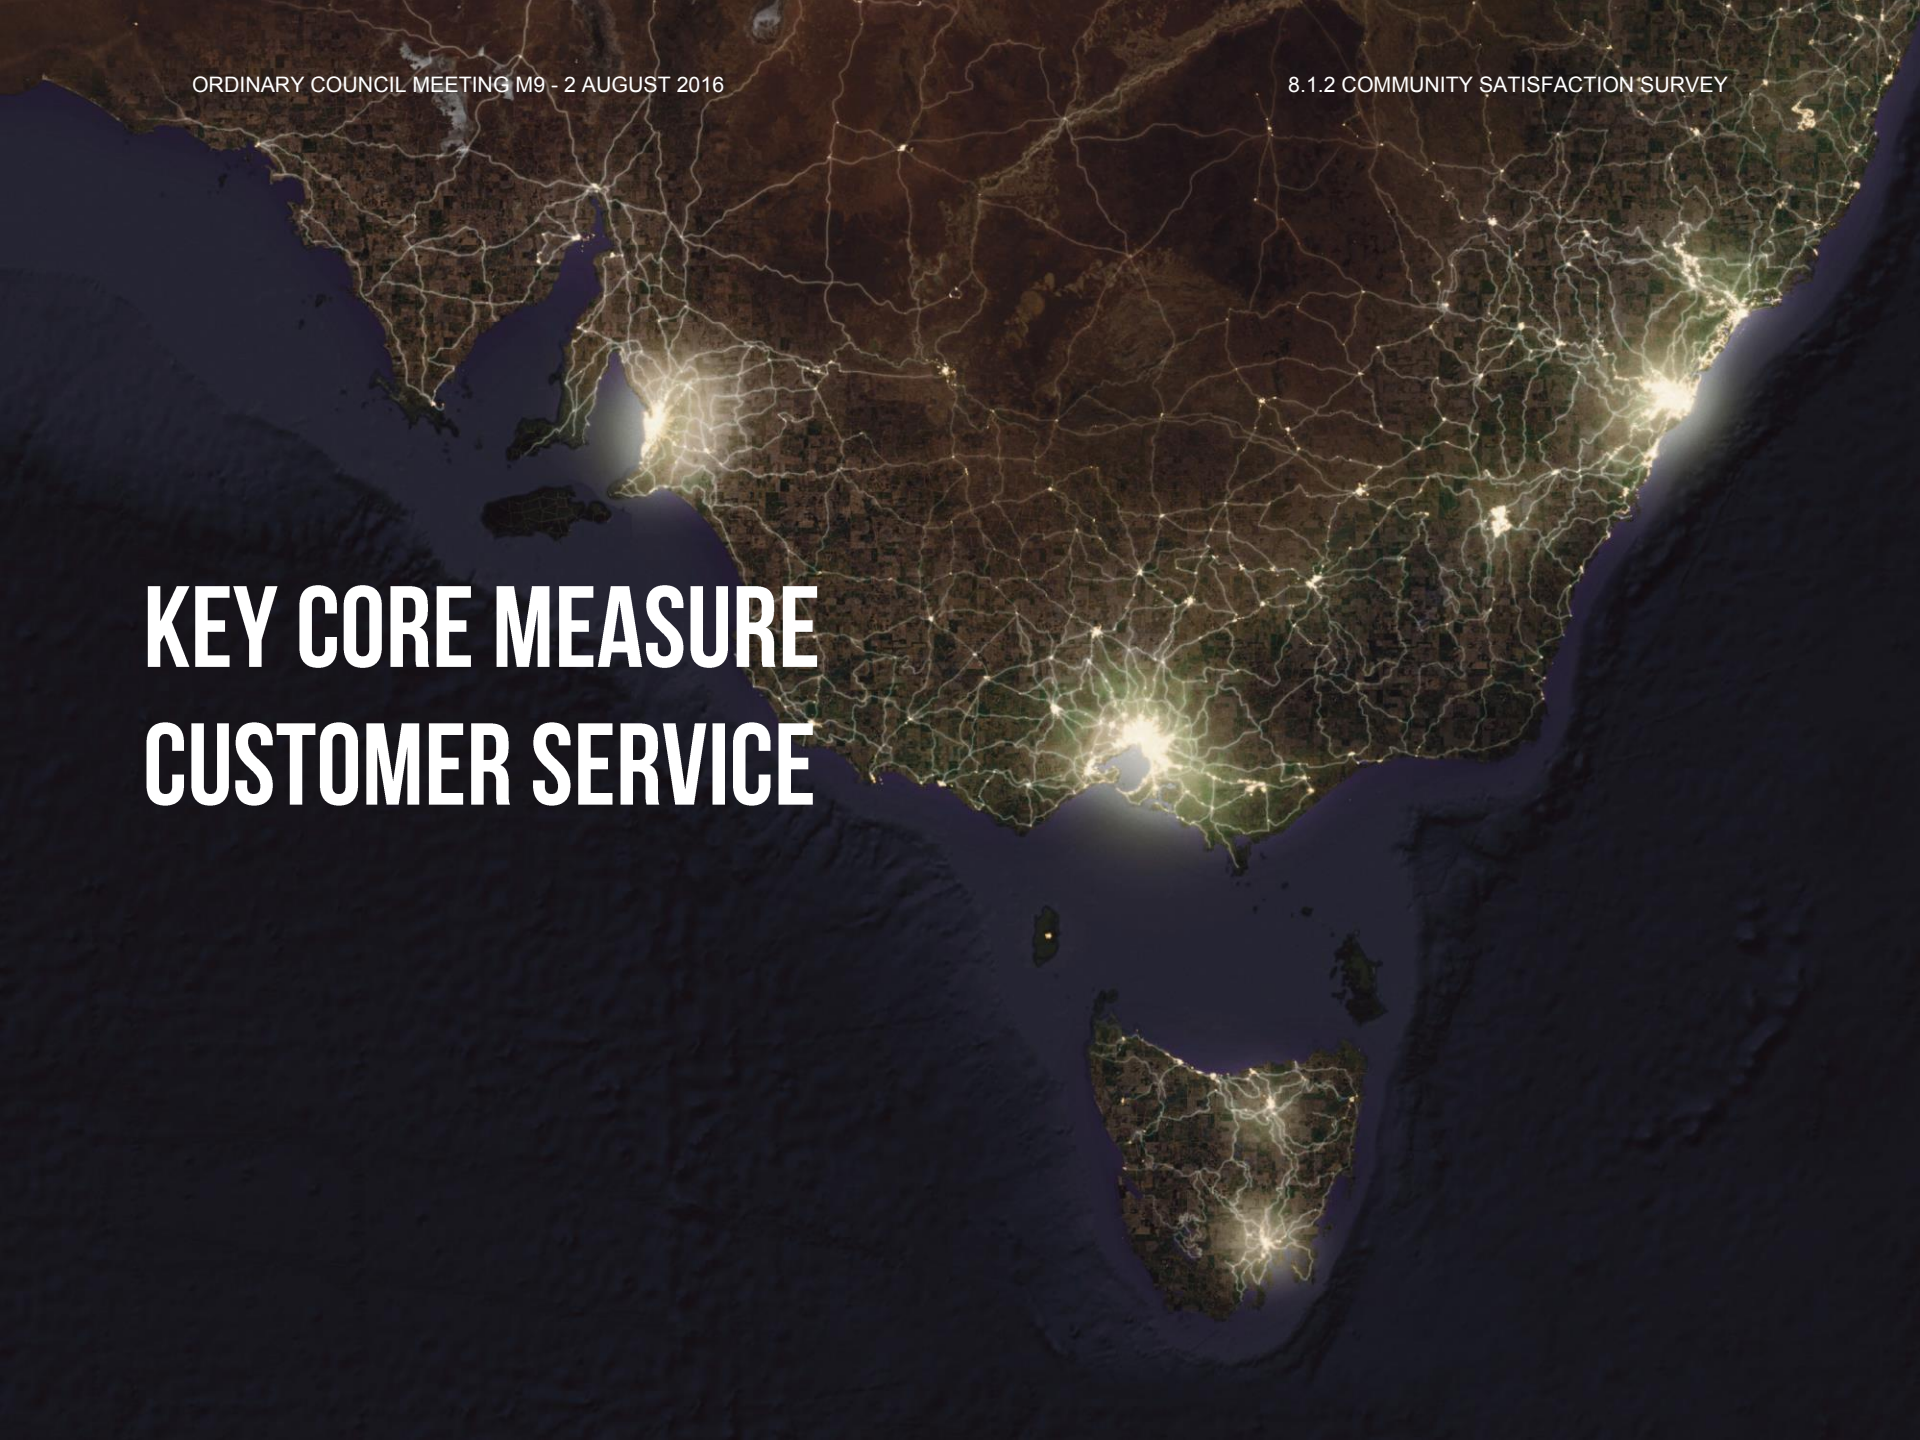 ORDINARY COUNCIL MEETING M9 - 2 AUGUST 2016
8.1.2 COMMUNITY SATISFACTION SURVEY
KEY CORE MEASURE
CUSTOMER SERVICE